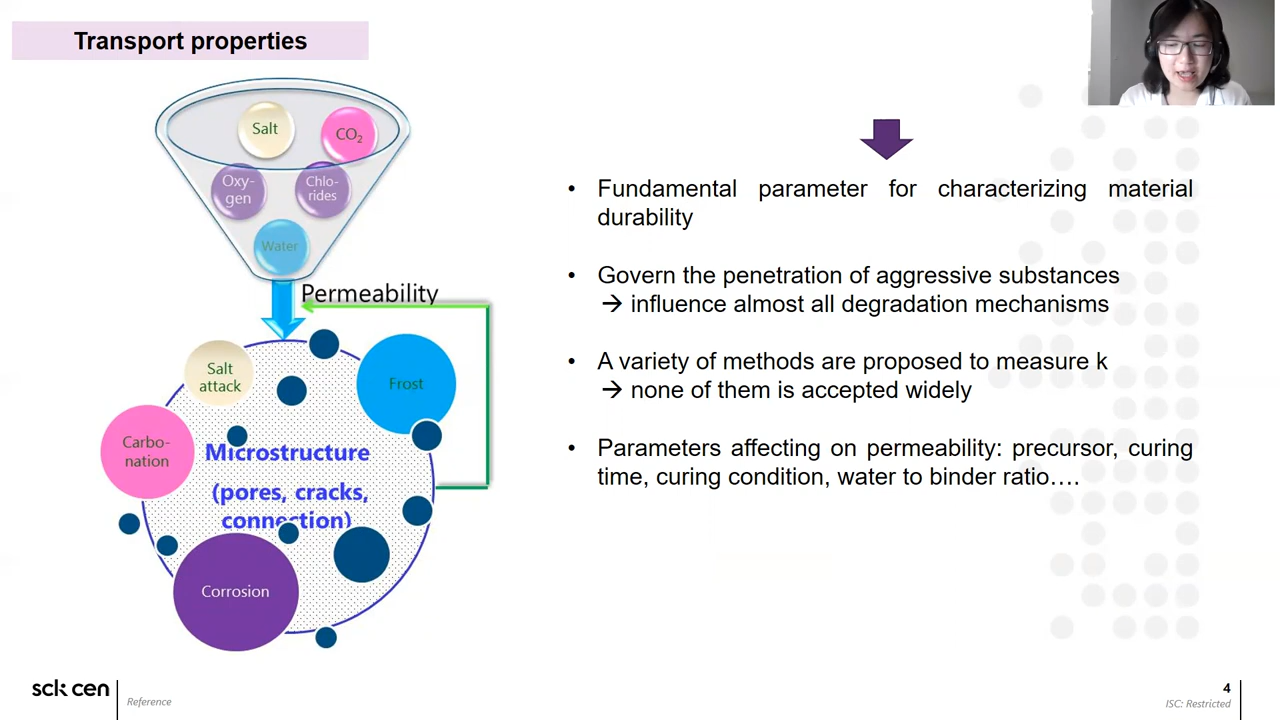 Transport properties
Salt
CO₂
Oxy-
gen
Chlo-
rides
Water
Permeability
Salt
attack
Frost
Carbo-
nation
Microstructure
(pores, cracks,
connection)
Corrosion
• Fundamental parameter for characterizing material
durability
• Govern the penetration of aggressive substances
→ influence almost all degradation mechanisms
• A variety of methods are proposed to measure k
→ none of them is accepted widely
• Parameters affecting on permeability: precursor, curing
time, curing condition, water to binder ratio….
sck cen
Reference
4
ISC: Restricted